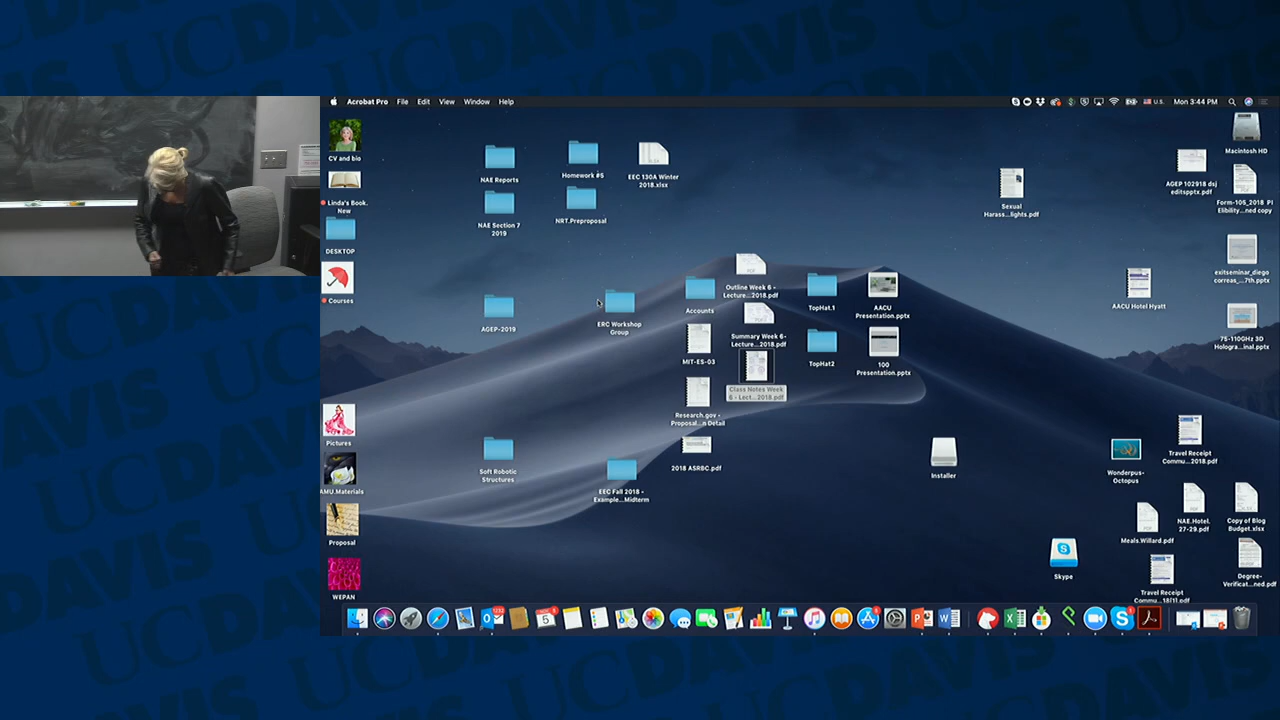 UCDAVIS
Acrobat Pro File Edit View Window Help
U.S. Mon 3:44 PM
CV and bio
Linda's Book.
New
DESKTOP
Courses
Pictures
AMU.Materials
Proposal
WEPAN
NAE Reports
Homework #5
EEC 130A Winter
2018.xlsx
NAE Section 7
2019
NRT.Preproposal
AGEP-2019
ERC Workshop
Group
Soft Robotic
Structures
EEC Fall 2018 -
Example...Midterm
Accounts
MIT-ES-03
Research.gov -
Proposal...n Detail
2018 ASRBC.pdf
Outline Week 6 -
Lecture...2018.pdf
Summary Week 6-
Lecture...2018.pdf
Class Notes Week
6 - Lect...2018.pdf
TopHat.1
TopHat2
AACU
Presentation.pptx
100
Presentation.pptx
Sexual
Harass...lights.pdf
Installer
Skype
AACU Hotel Hyatt
Wonderpus-
Octopus
Meals.Willard.pdf
Travel Receipt
Commu...2018.pdf
NAE.Hotel.
27-29.pdf
Travel Receipt
Comm...18[1].pdf
Macintosh HD
AGEP 102918 dsj
editspptx.pdf
Form-105_2018 PI
Elibility...ned copy
exitseminar_diego
correas_...7th.pptx
75-110GHz 3D
Hologra...inal.pptx
Copy of Blog
Budget.xlsx
Degree-
Verificat...ned.pdf